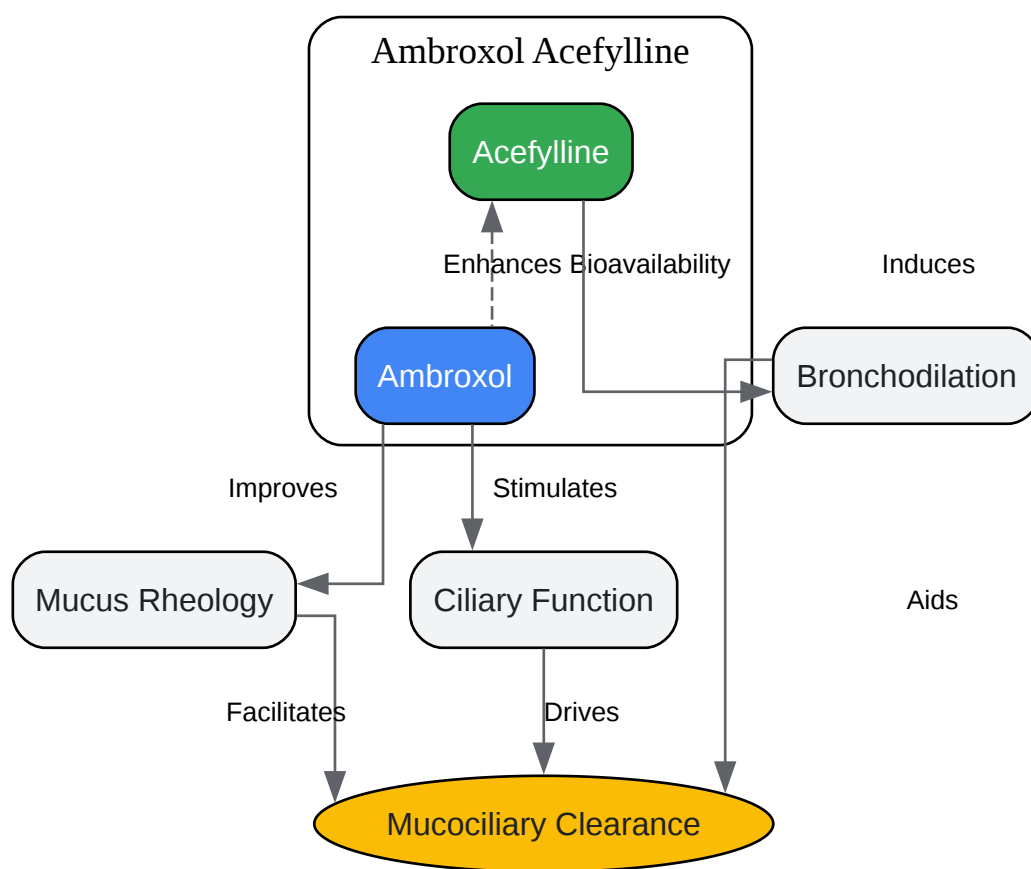 Ambroxol Acefylline
Acefylline
Enhances Bioavailability
Induces
Ambroxol
Bronchodilation
Improves
Stimulates
Mucus Rheology
Ciliary Function
Aids
Facilitates
Drives
Mucociliary Clearance